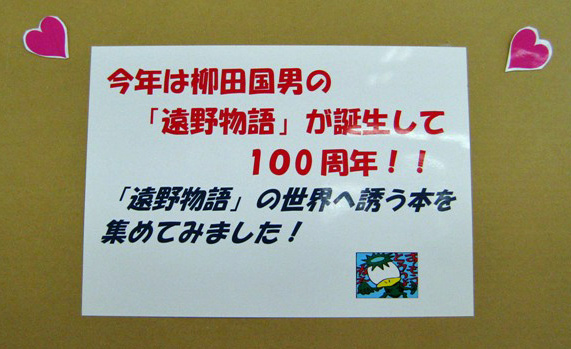 今年は柳田国男の
「遠野物語」が誕生して
100周年！！
「遠野物語」の世界へ誘う本を
集めてみました！